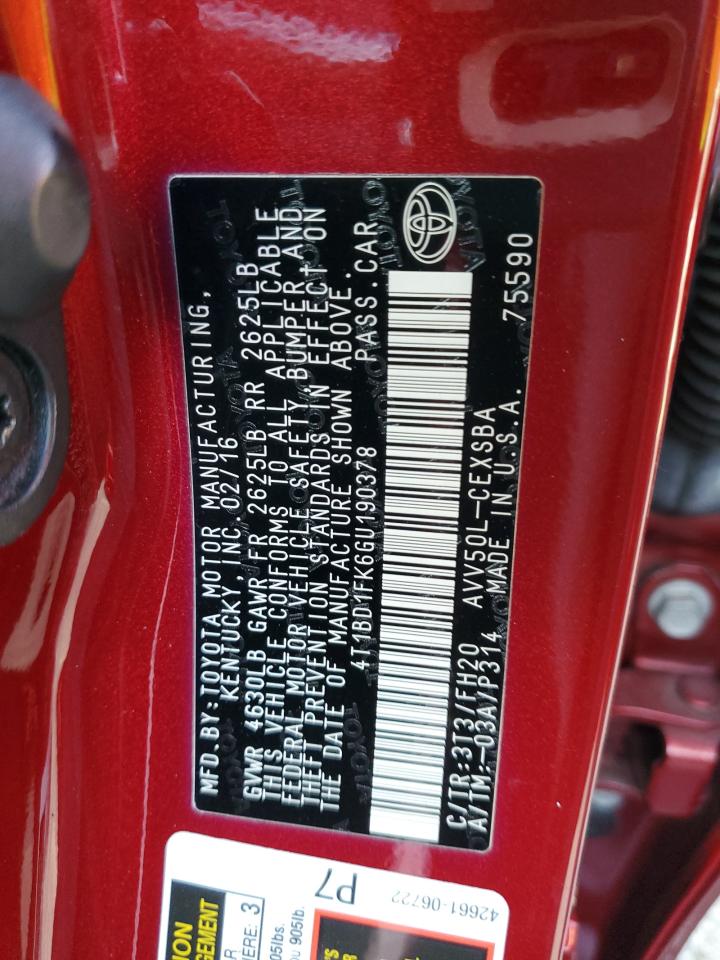 MFD.BY:TOYOTA MOTOR MANUFACTURING,
KENTUCKY,INC 02/16
GVWR 4630LB GAWR FR 2625LB RR 2625LB
THIS VEHICLE CONFORMS TO ALL APPLICABLE
FEDERAL MOTOR VEHICLE SAFETY, BUMPER AND
THEFT PREVENTION STANDARDS IN EFFECT ON
THE DATE OF MANUFACTURE SHOWN ABOVE.
4T1BD1FK6GU190378 PASS.CAR
C/TR:3T3/FH20 AVV50L-CEXSBA 75590
A/TM:-03A/P314 MADE IN U.S.A.
P7
42661-06722
GEMENT
3
905lb.